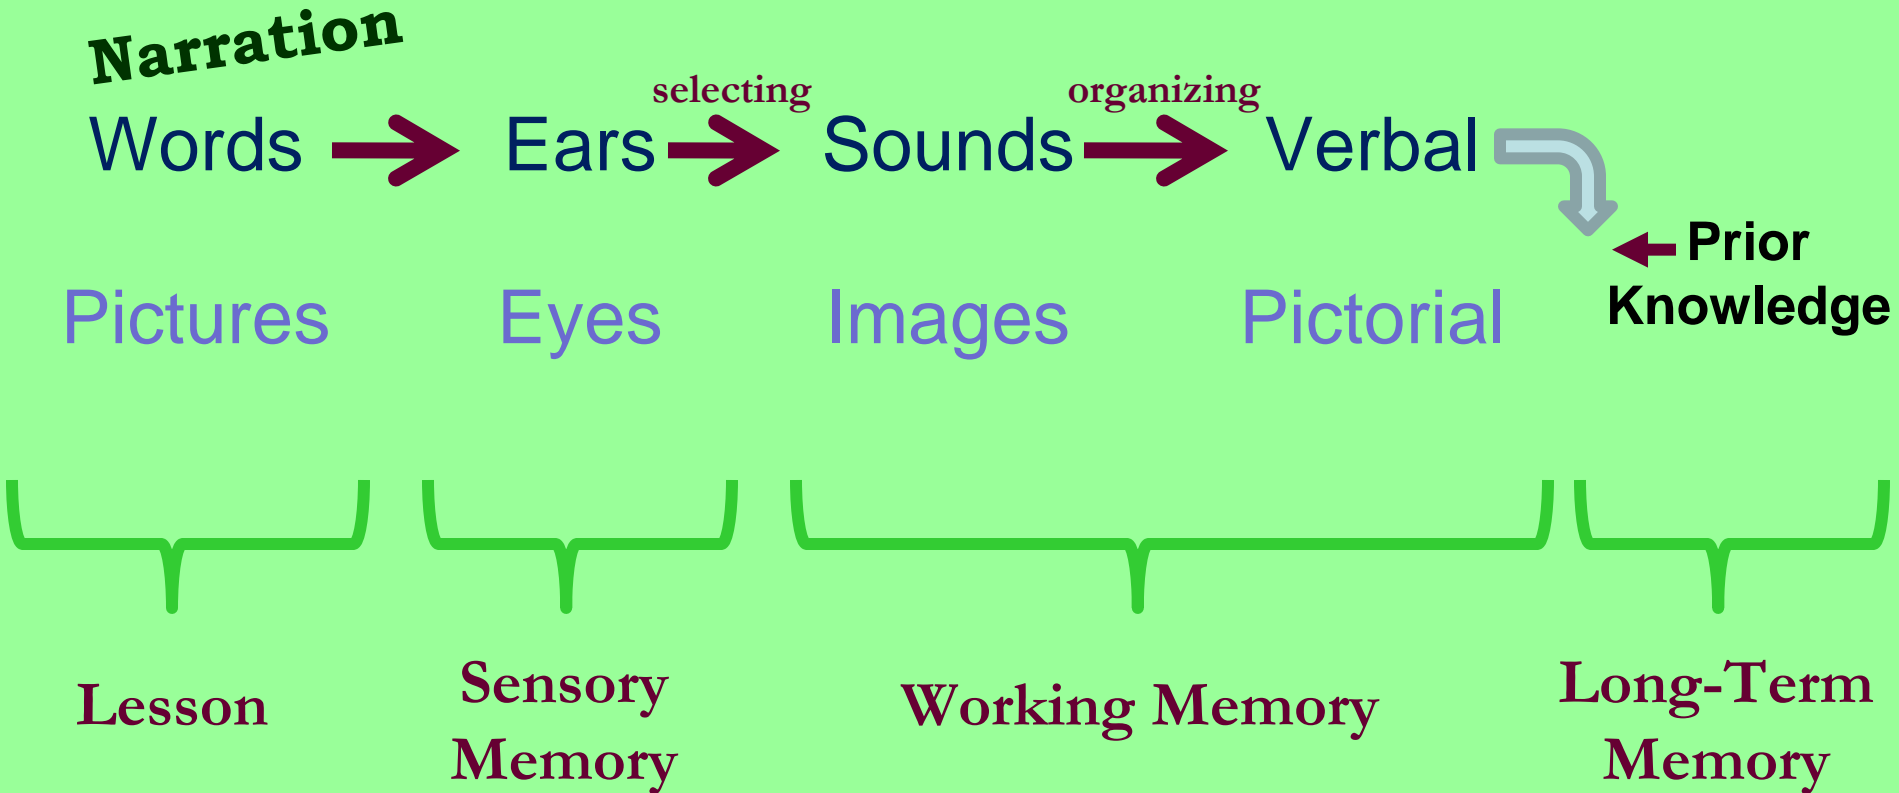 Narration
selecting organizing
Words Ears Sounds Verbal
Prior
Knowledge
Pictures Eyes Images Pictorial
Lesson
Sensory
Memory
Working Memory
Long-Term
Memory